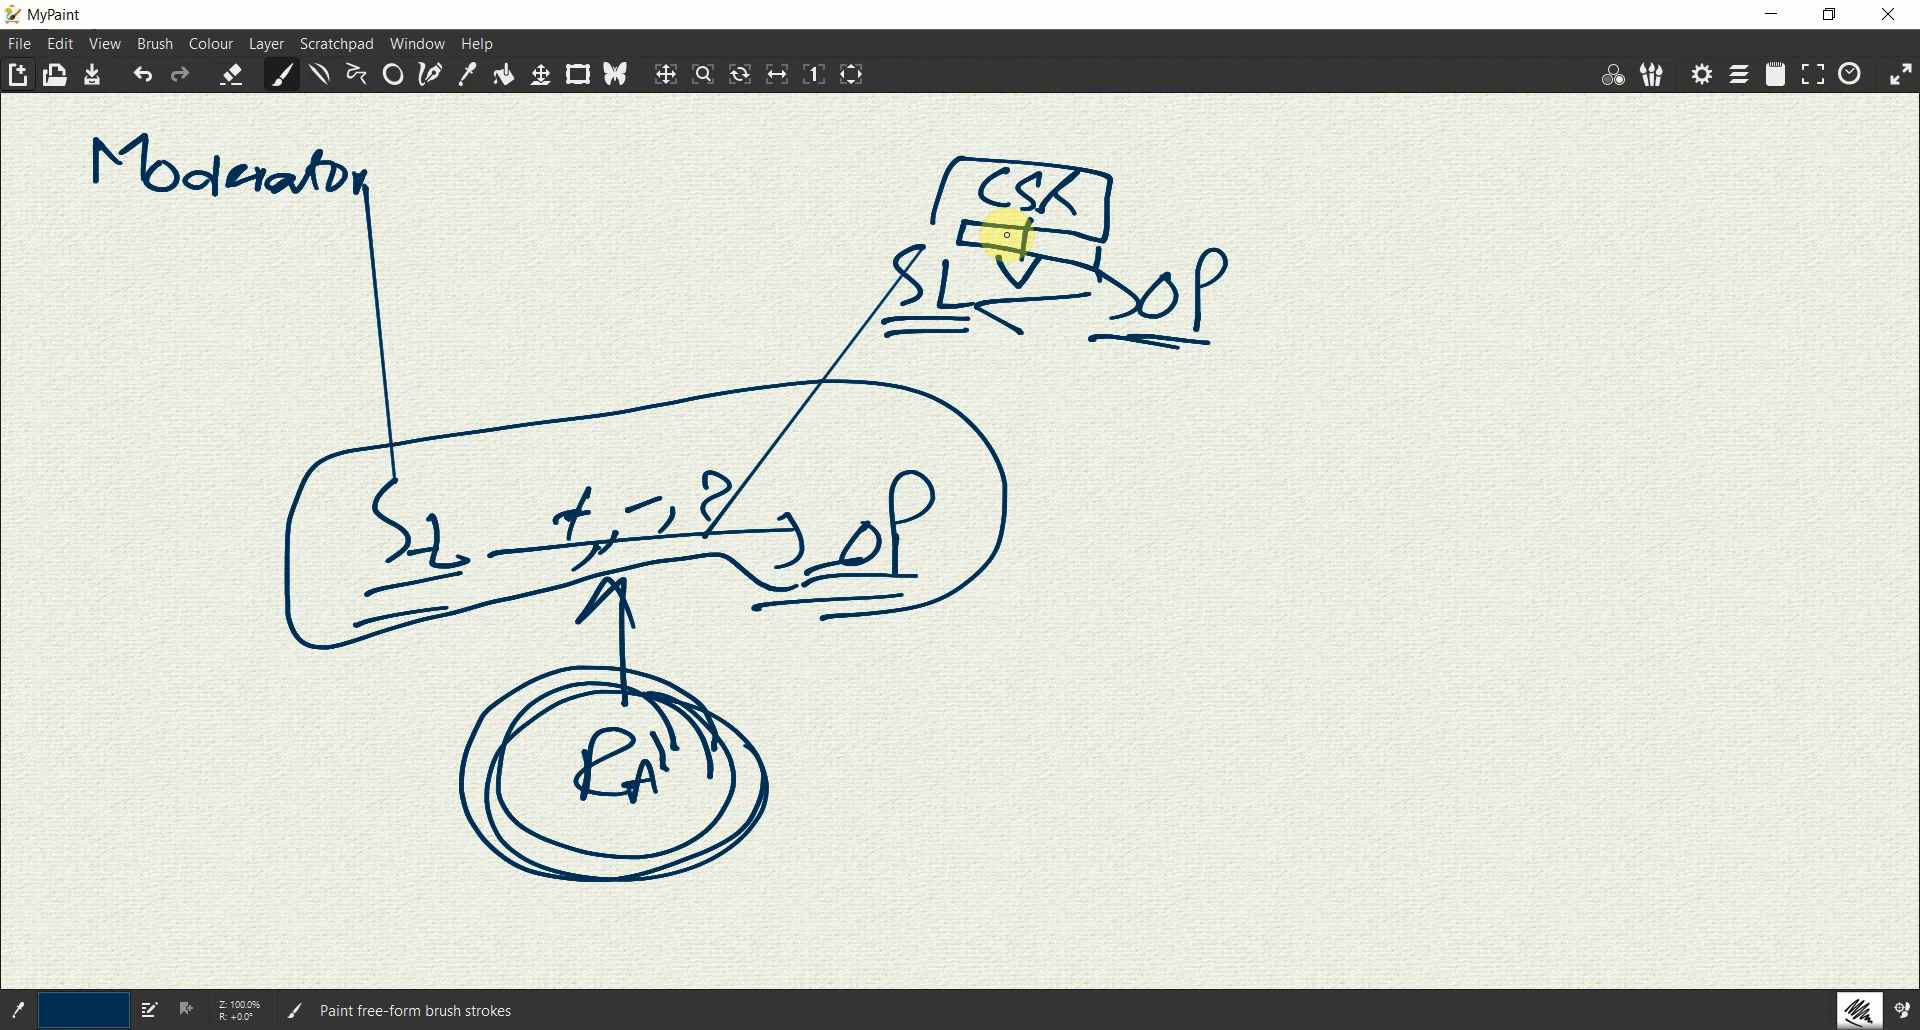 MyPaint
File Edit View Brush Colour Layer Scratchpad Window Help
Moderator
CSK
SL OP
SL +, -, ? OP
Z: 100.0%
R: +0.0°
Paint free-form brush strokes